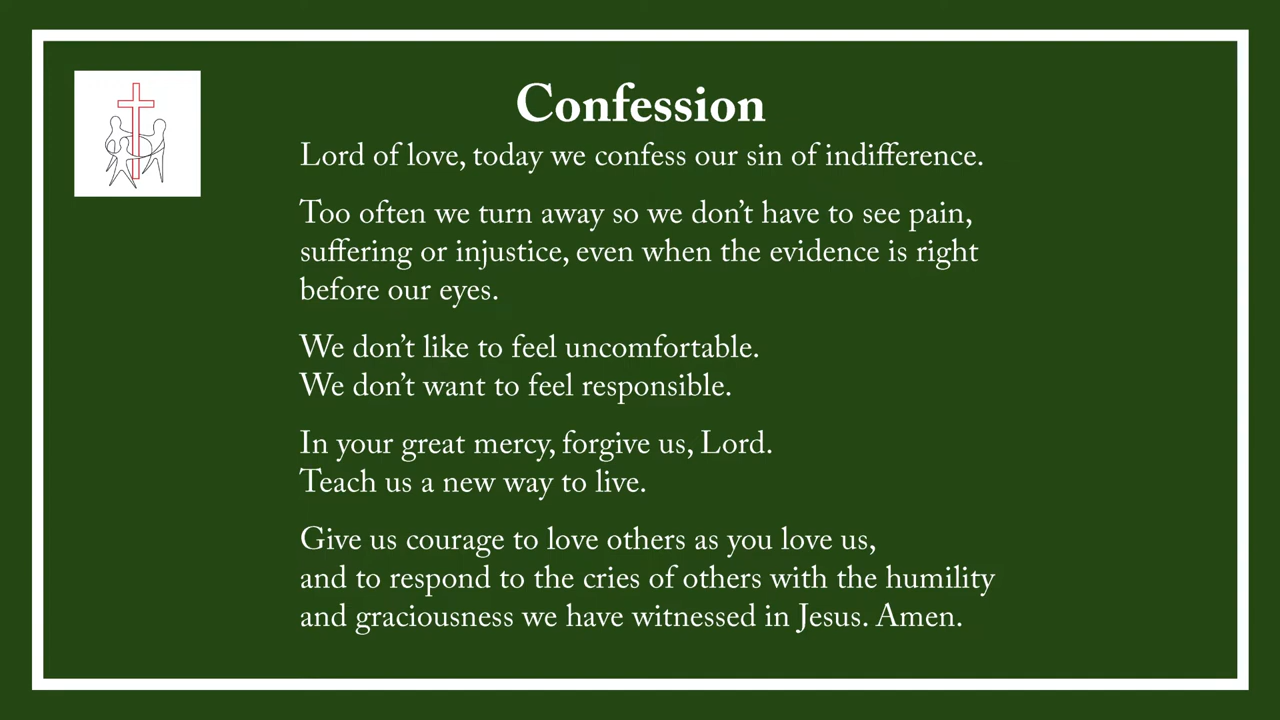 Confession
Lord of love, today we confess our sin of indifference.
Too often we turn away so we don’t have to see pain,
suffering or injustice, even when the evidence is right
before our eyes.
We don’t like to feel uncomfortable.
We don’t want to feel responsible.
In your great mercy, forgive us, Lord.
Teach us a new way to live.
Give us courage to love others as you love us,
and to respond to the cries of others with the humility
and graciousness we have witnessed in Jesus. Amen.